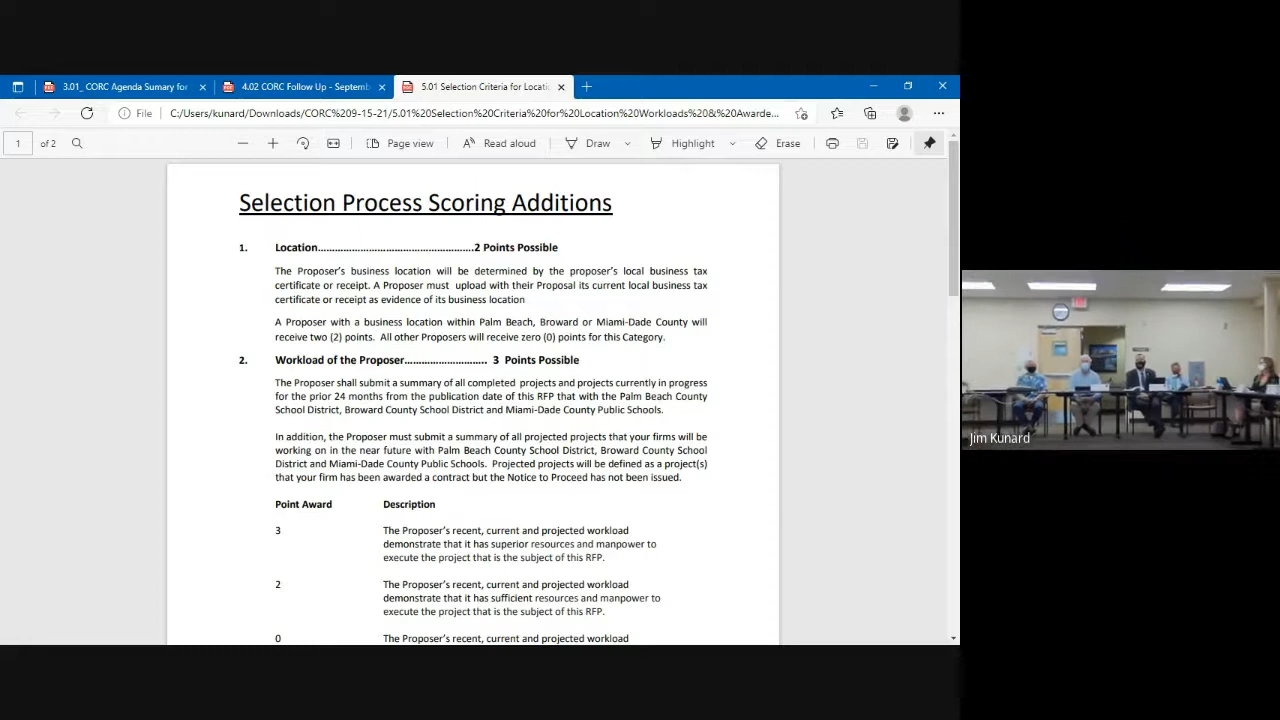 3.01_ CORC Agenda Sumary for
4.02 CORC Follow Up - Septemb
5.01 Selection Criteria for Locatio
File C:/Users/kunard/Downloads/CORC%209-15-21/5.01%20Selection%20Criteria%20for%20Location%20Workloads%20&%20Awarde...
1 of 2 Page view Read aloud Draw Highlight Erase
Selection Process Scoring Additions
1. Location……………………………………….2 Points Possible
The Proposer's business location will be determined by the proposer's local business tax
certificate or receipt. A Proposer must upload with their Proposal its current local business tax
certificate or receipt as evidence of its business location
A Proposer with a business location within Palm Beach, Broward or Miami-Dade County will
receive two (2) points. All other Proposers will receive zero (0) points for this Category.
2. Workload of the Proposer…………………….. 3 Points Possible
The Proposer shall submit a summary of all completed projects and projects currently in progress
for the prior 24 months from the publication date of this RFP that with the Palm Beach County
School District, Broward County School District and Miami-Dade County Public Schools.
In addition, the Proposer must submit a summary of all projected projects that your firms will be
working on in the near future with Palm Beach County School District, Broward County School
District and Miami-Dade County Public Schools. Projected projects will be defined as a project(s)
that your firm has been awarded a contract but the Notice to Proceed has not been issued.
Point Award Description
3 The Proposer's recent, current and projected workload
demonstrate that it has superior resources and manpower to
execute the project that is the subject of this RFP.
2 The Proposer's recent, current and projected workload
demonstrate that it has sufficient resources and manpower to
execute the project that is the subject of this RFP.
0 The Proposer's recent, current and projected workload
Jim Kunard